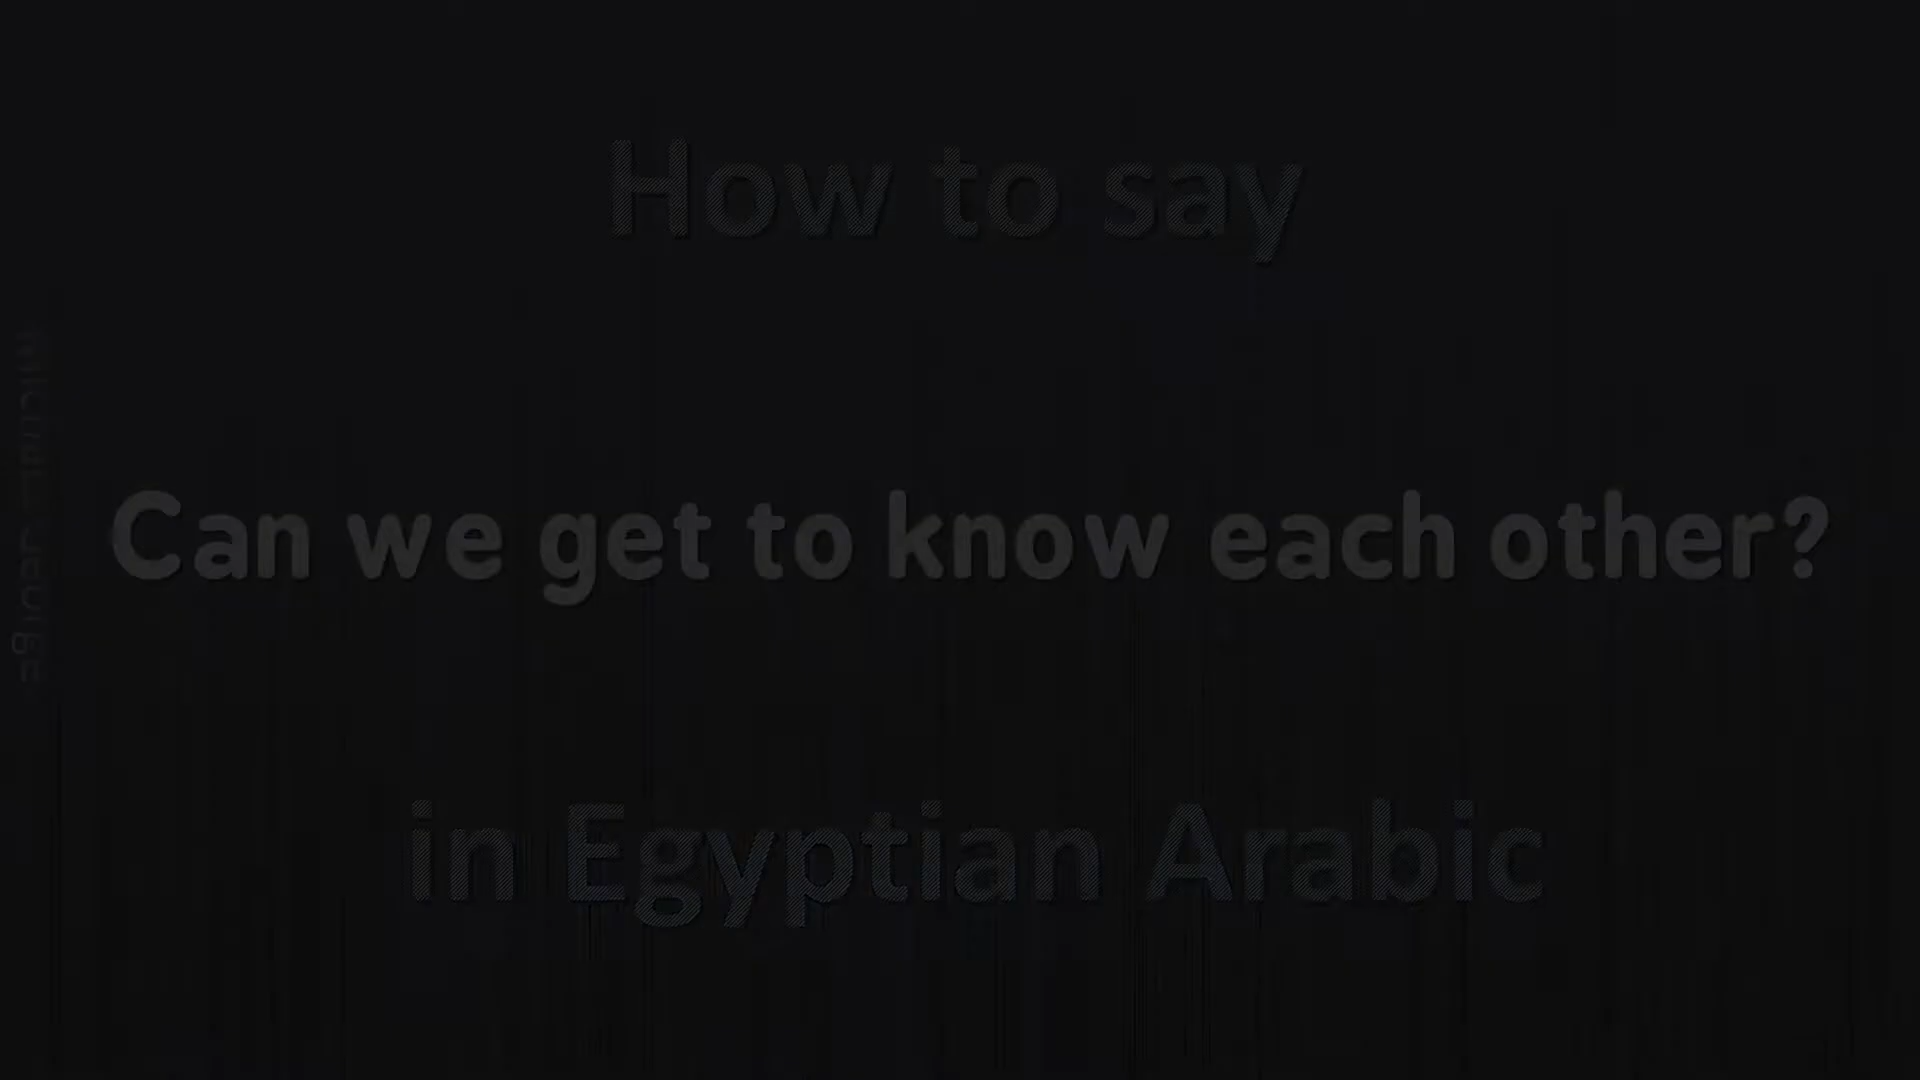 How to say
Can we get to know each other?
in Egyptian Arabic